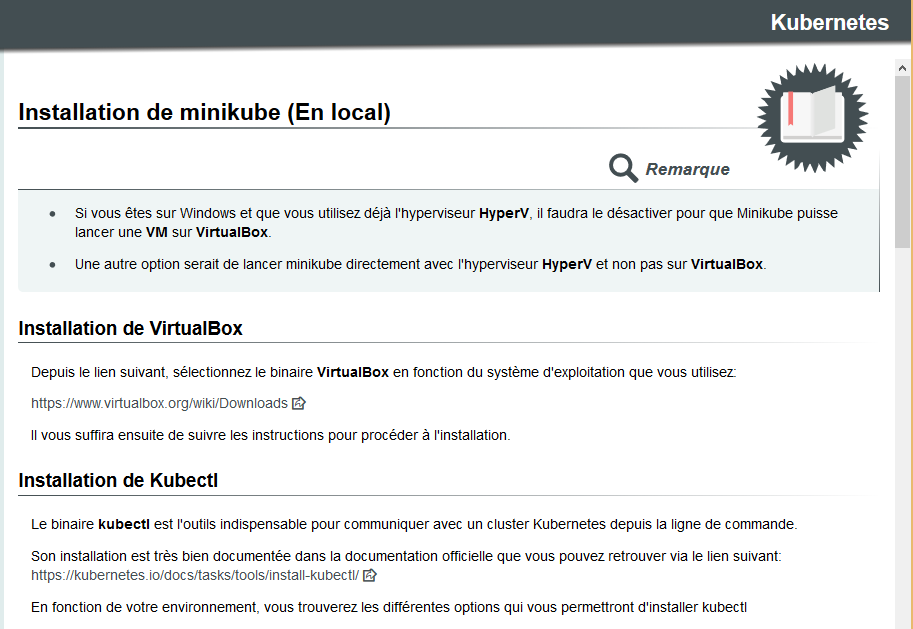 Kubernetes
Installation de minikube (En local)
Remarque
Si vous êtes sur Windows et que vous utilisez déjà l'hyperviseur HyperV, il faudra le désactiver pour que Minikube puisse
lancer une VM sur VirtualBox.
Une autre option serait de lancer minikube directement avec l'hyperviseur HyperV et non pas sur VirtualBox.
Installation de VirtualBox
Depuis le lien suivant, sélectionnez le binaire VirtualBox en fonction du système d'exploitation que vous utilisez:
https://www.virtualbox.org/wiki/Downloads
Il vous suffira ensuite de suivre les instructions pour procéder à l'installation.
Installation de Kubectl
Le binaire kubectl est l'outils indispensable pour communiquer avec un cluster Kubernetes depuis la ligne de commande.
Son installation est très bien documentée dans la documentation officielle que vous pouvez retrouver via le lien suivant:
https://kubernetes.io/docs/tasks/tools/install-kubectl/
En fonction de votre environnement, vous trouverez les différentes options qui vous permettront d'installer kubectl